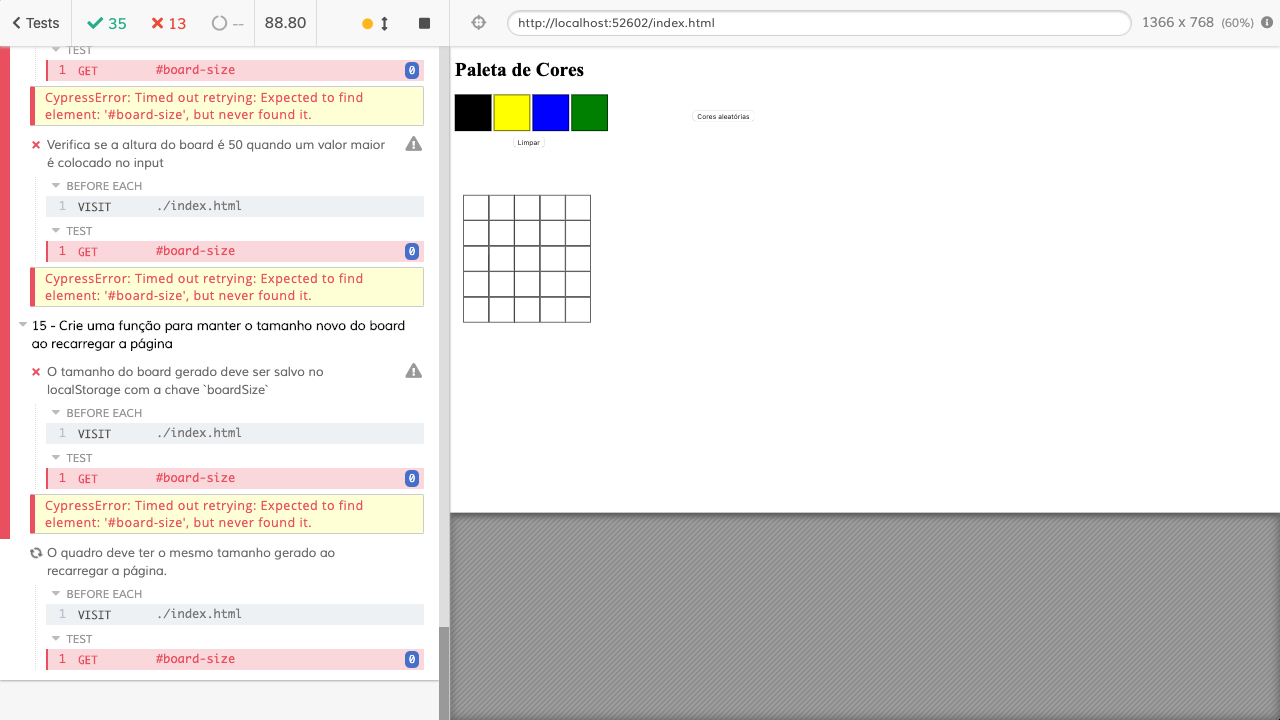 Tests
35
13
--
88.80
http://localhost:52602/index.html
1366 x 768 (60%)
TEST
1 GET #board-size 0
CypressError: Timed out retrying: Expected to find
element: '#board-size', but never found it.
Verifica se a altura do board é 50 quando um valor maior
é colocado no input
BEFORE EACH
1 VISIT ./index.html
TEST
1 GET #board-size 0
CypressError: Timed out retrying: Expected to find
element: '#board-size', but never found it.
15 - Crie uma função para manter o tamanho novo do board
ao recarregar a página
O tamanho do board gerado deve ser salvo no
localStorage com a chave `boardSize`
BEFORE EACH
1 VISIT ./index.html
TEST
1 GET #board-size 0
CypressError: Timed out retrying: Expected to find
element: '#board-size', but never found it.
O quadro deve ter o mesmo tamanho gerado ao
recarregar a página.
BEFORE EACH
1 VISIT ./index.html
TEST
1 GET #board-size 0
Paleta de Cores
Cores aleatórias
Limpar